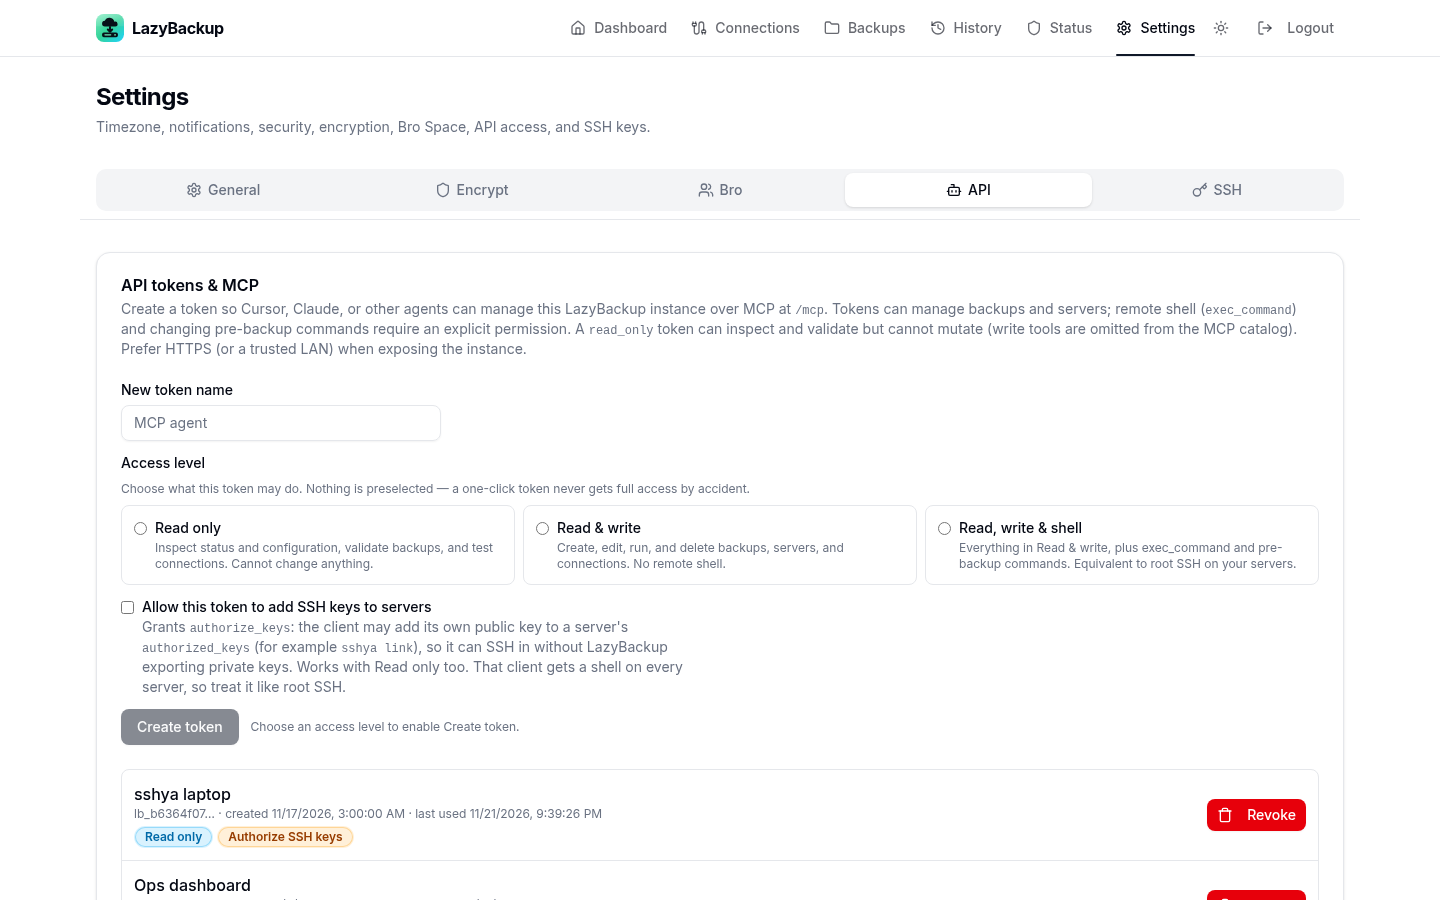 LazyBackup
Dashboard
Connections
Backups
History
Status
Settings
Logout
Settings
Timezone, notifications, security, encryption, Bro Space, API access, and SSH keys.
General
Encrypt
Bro
API
SSH
API tokens & MCP
Create a token so Cursor, Claude, or other agents can manage this LazyBackup instance over MCP at /mcp. Tokens can manage backups and servers; remote shell (exec_command)
and changing pre-backup commands require an explicit permission. A read_only token can inspect and validate but cannot mutate (write tools are omitted from the MCP catalog).
Prefer HTTPS (or a trusted LAN) when exposing the instance.
New token name
MCP agent
Access level
Choose what this token may do. Nothing is preselected — a one-click token never gets full access by accident.
Read only
Inspect status and configuration, validate backups, and test
connections. Cannot change anything.
Read & write
Create, edit, run, and delete backups, servers, and
connections. No remote shell.
Read, write & shell
Everything in Read & write, plus exec_command and pre-
backup commands. Equivalent to root SSH on your servers.
Allow this token to add SSH keys to servers
Grants authorize_keys: the client may add its own public key to a server's
authorized_keys (for example sshya link), so it can SSH in without LazyBackup
exporting private keys. Works with Read only too. That client gets a shell on every
server, so treat it like root SSH.
Create token
Choose an access level to enable Create token.
sshya laptop
lb_b6364f07... · created 11/17/2026, 3:00:00 AM · last used 11/21/2026, 9:39:26 PM
Read only
Authorize SSH keys
Revoke
Ops dashboard